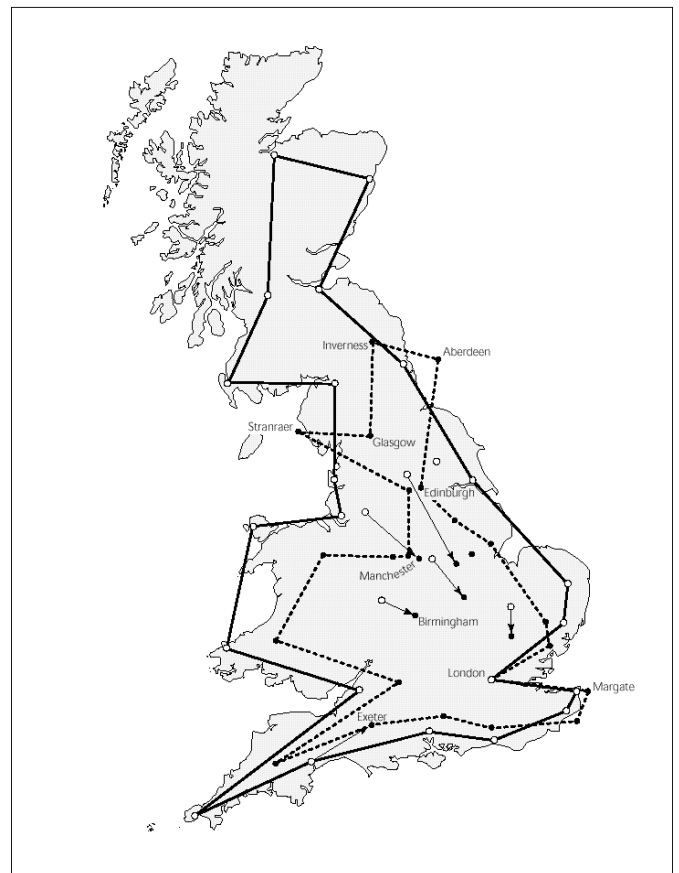 Inverness
Aberdeen
Stranraer
Glasgow
Edinburgh
Manchester
Birmingham
London
Margate
Exeter